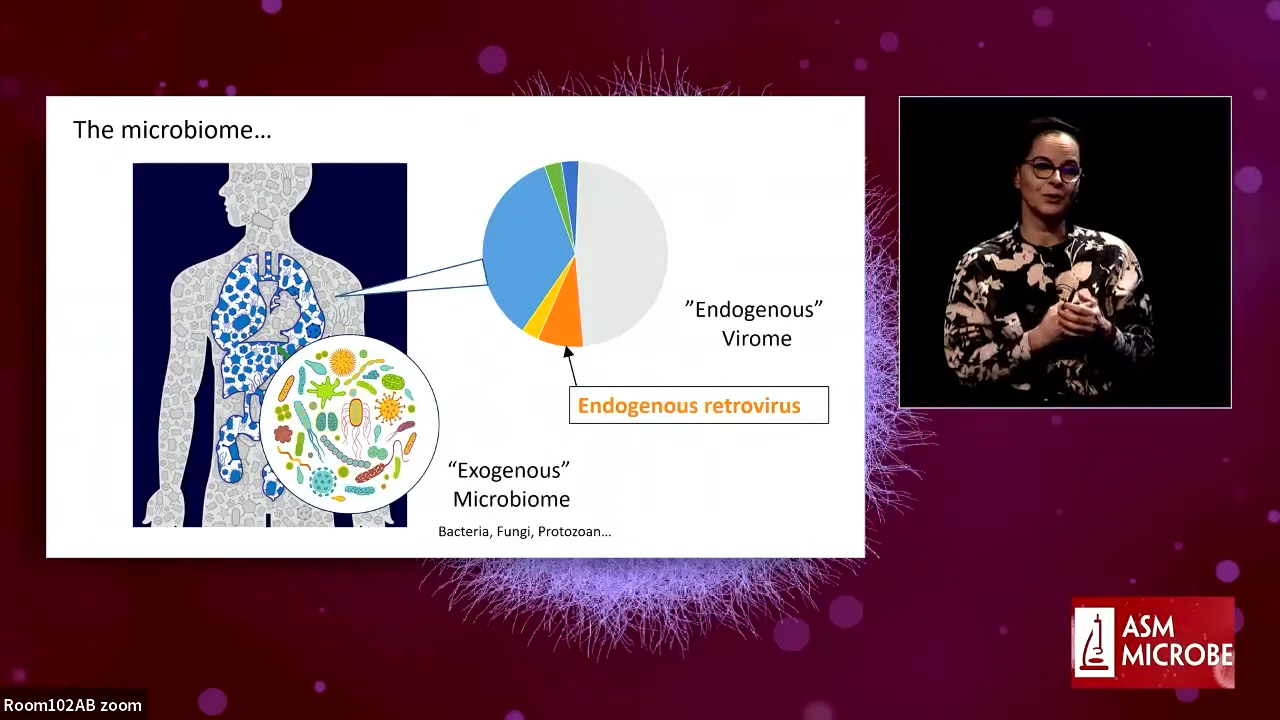 The microbiome...
”Endogenous”
Virome
Endogenous retrovirus
“Exogenous”
Microbiome
Bacteria, Fungi, Protozoan...
ASM
MICROBE
Room102AB zoom